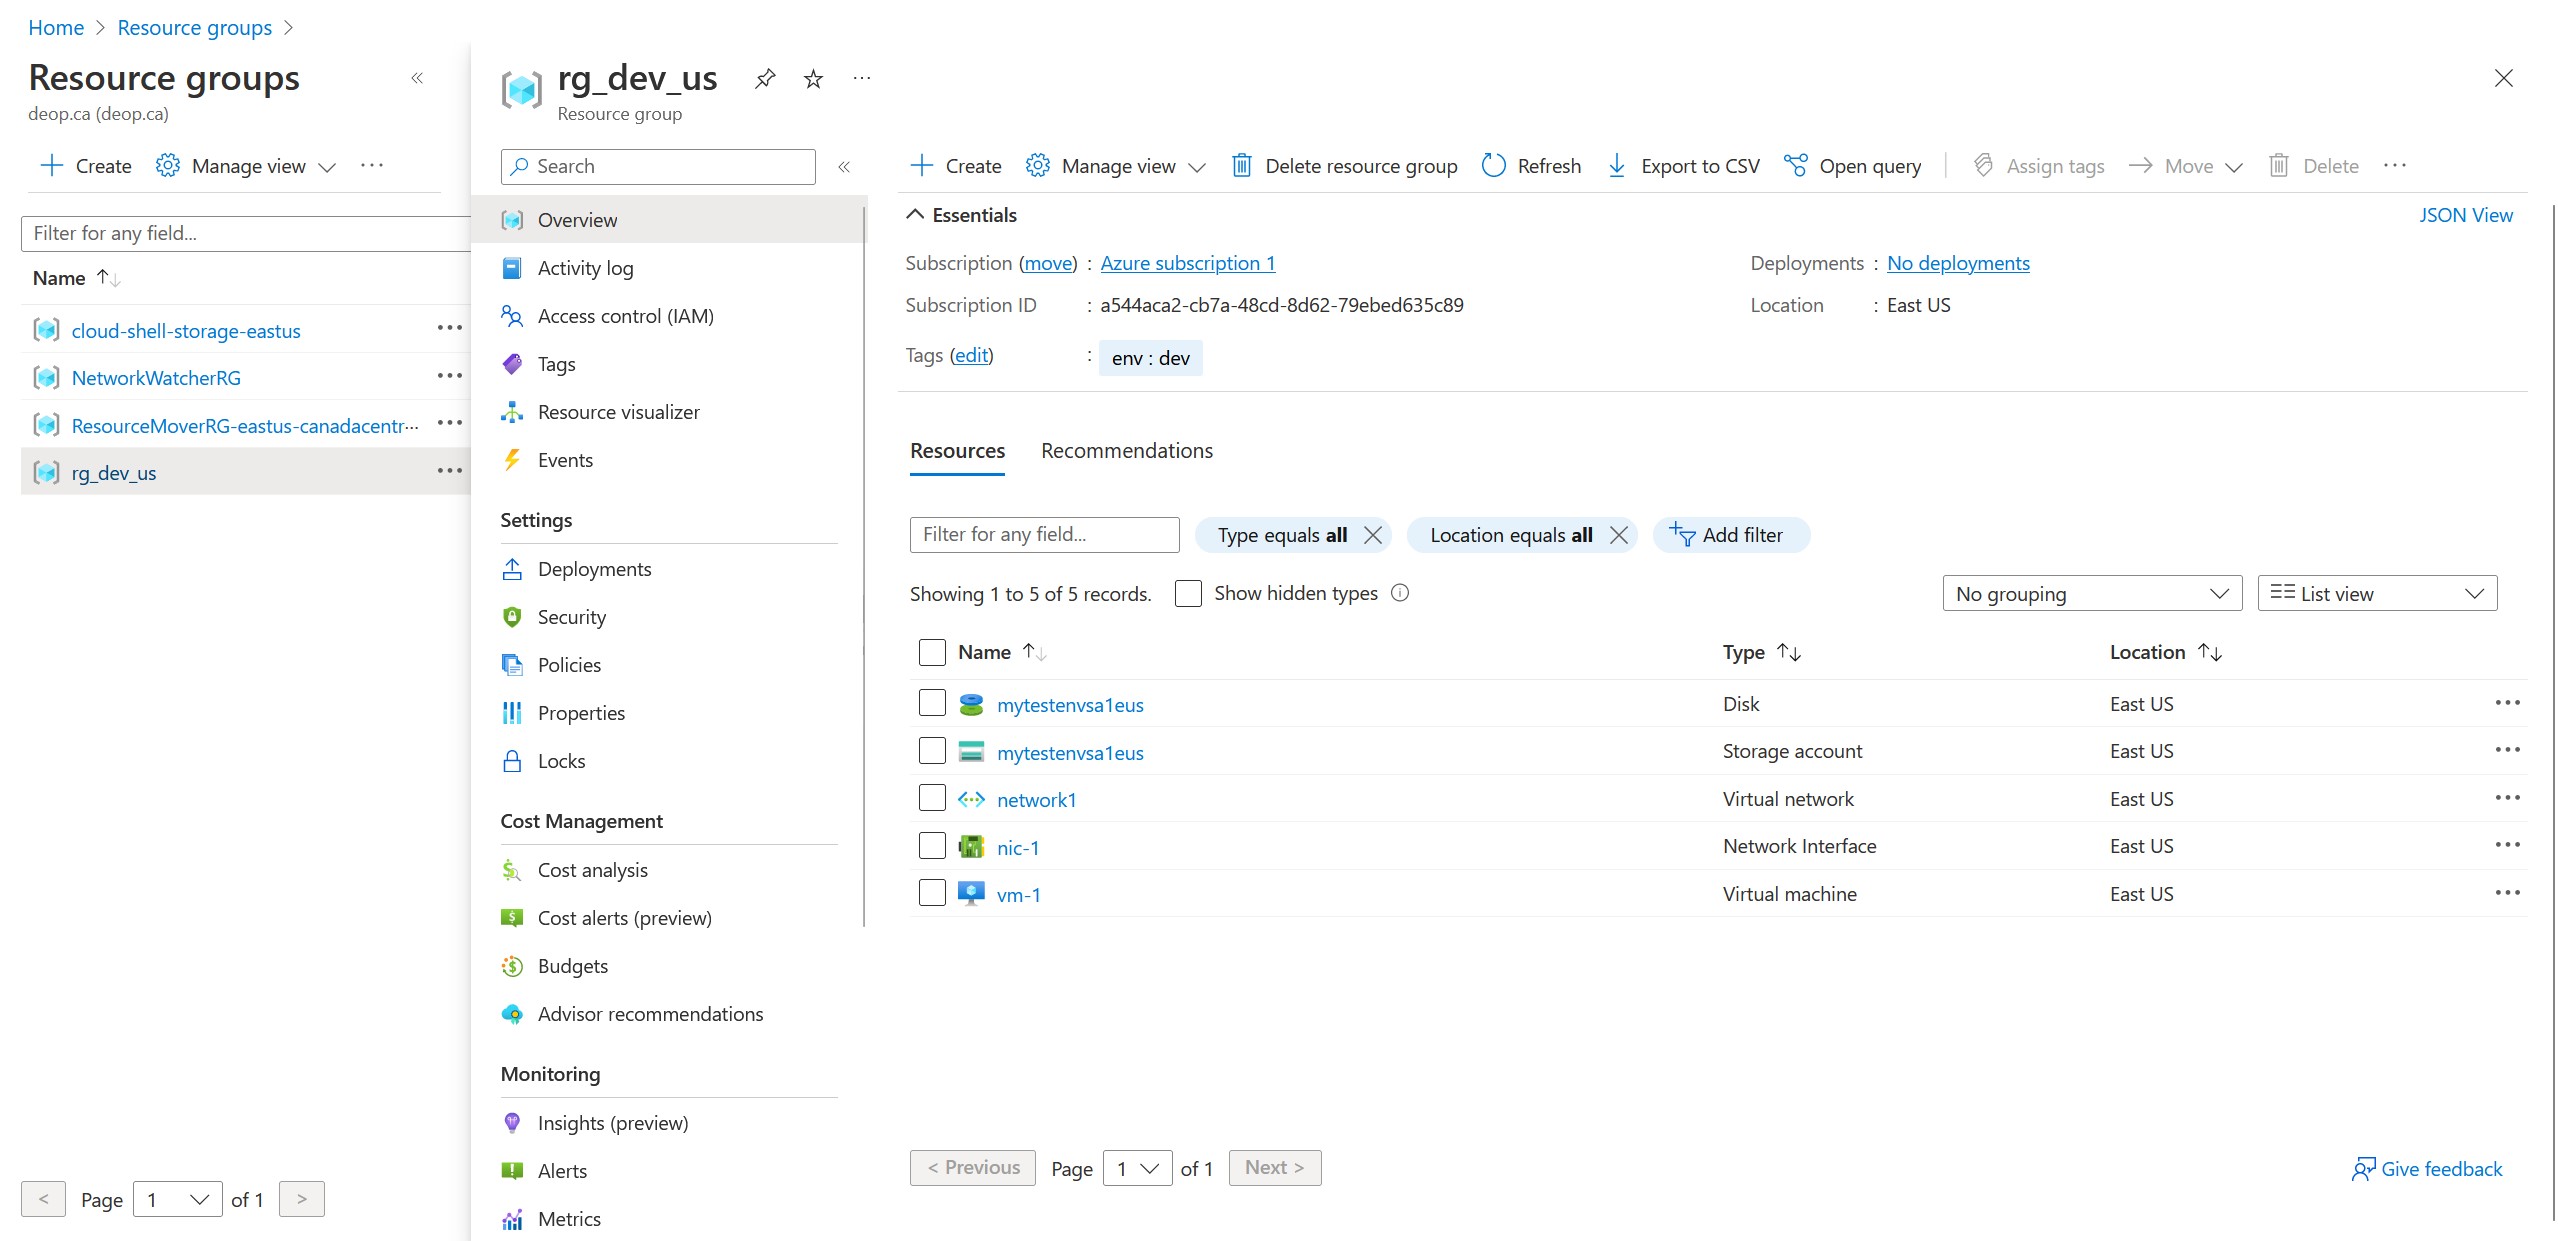 Home > Resource groups >
Resource groups
deop.ca (deop.ca)
Create Manage view ...
Filter for any field...
Name
cloud-shell-storage-eastus
NetworkWatcherRG
ResourceMoverRG-eastus-canadacentr...
rg_dev_us
< Page 1 of 1 >
rg_dev_us
Resource group
Search
Overview
Activity log
Access control (IAM)
Tags
Resource visualizer
Events
Settings
Deployments
Security
Policies
Properties
Locks
Cost Management
Cost analysis
Cost alerts (preview)
Budgets
Advisor recommendations
Monitoring
Insights (preview)
Alerts
Metrics
Create Manage view Delete resource group Refresh Export to CSV Open query Assign tags Move Delete ...
Essentials JSON View
Subscription (move) : Azure subscription 1 Deployments : No deployments
Subscription ID : a544aca2-cb7a-48cd-8d62-79ebed635c89 Location : East US
Tags (edit) : env : dev
Resources Recommendations
Filter for any field... Type equals all Location equals all Add filter
Showing 1 to 5 of 5 records. Show hidden types No grouping List view
Name Type Location
mytestenvsa1eus Disk East US
mytestenvsa1eus Storage account East US
network1 Virtual network East US
nic-1 Network Interface East US
vm-1 Virtual machine East US
< Previous Page 1 of 1 Next > Give feedback